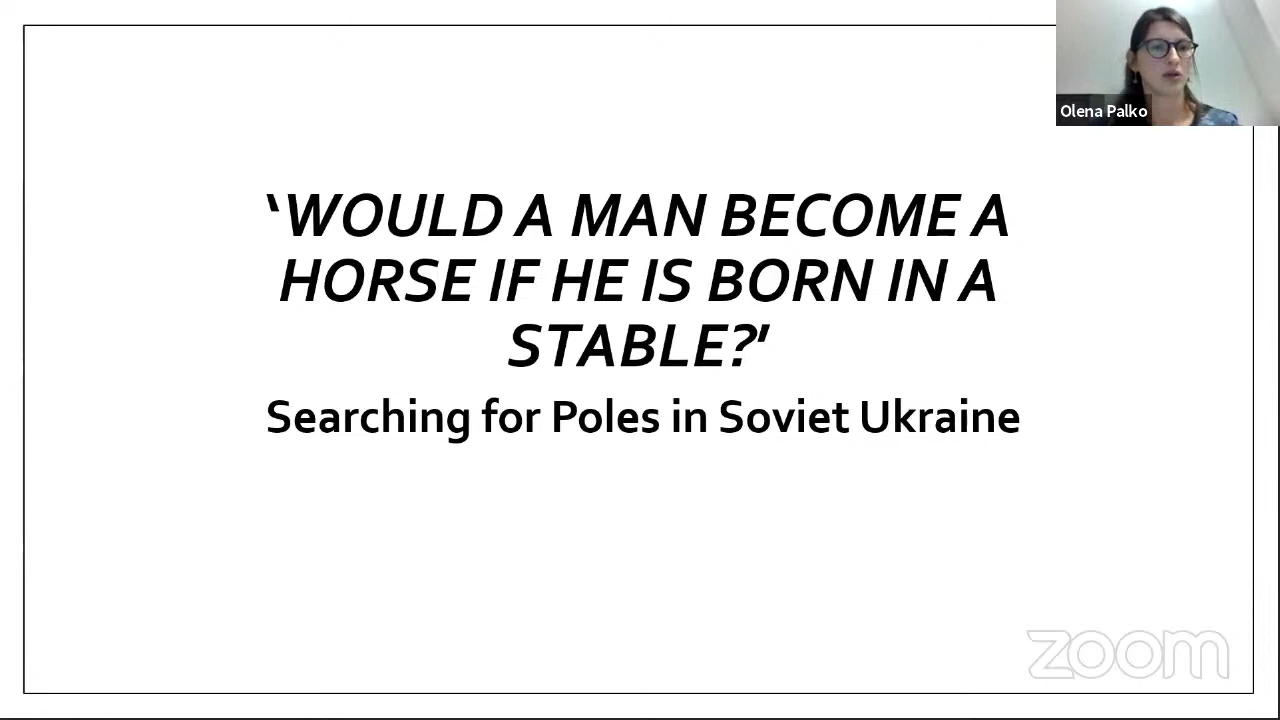 Olena Palko
‘WOULD A MAN BECOME A
HORSE IF HE IS BORN IN A
STABLE?’
Searching for Poles in Soviet Ukraine
zoom